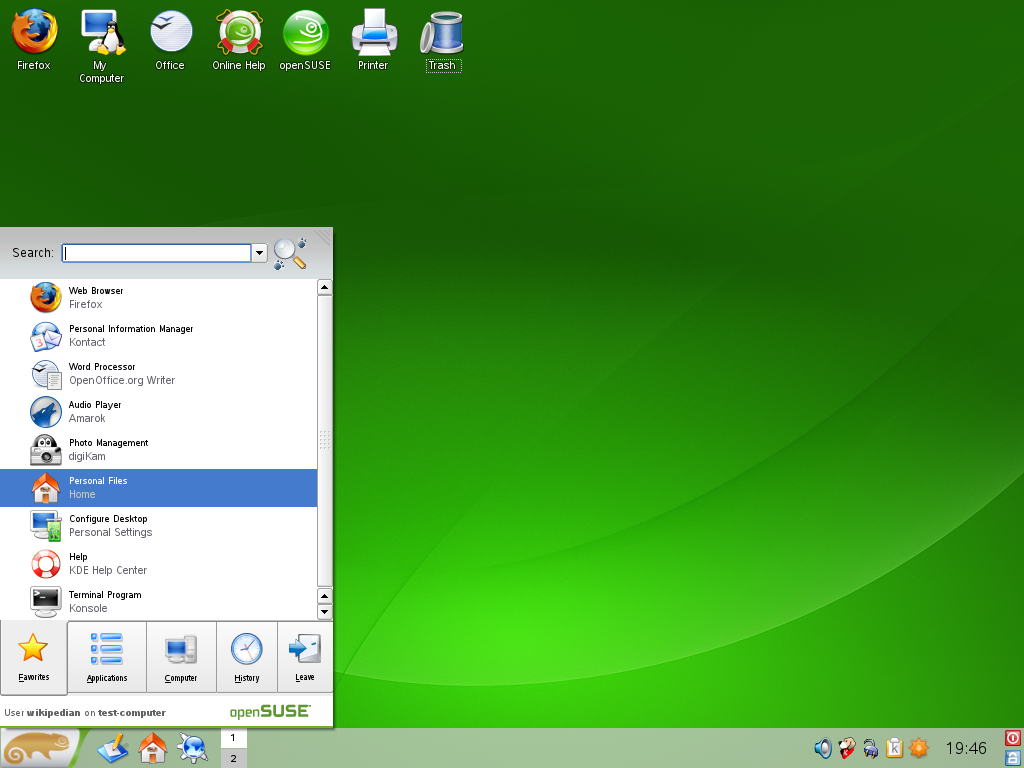 Firefox
My
Computer
Office
Online Help
openSUSE
Printer
Trash
Search:
Web Browser
Firefox
Personal Information Manager
Kontact
Word Processor
OpenOffice.org Writer
Audio Player
Amarok
Photo Management
digiKam
Personal Files
Home
Configure Desktop
Personal Settings
Help
KDE Help Center
Terminal Program
Konsole
Favorites
Applications
Computer
History
Leave
User wikipedian on test-computer
openSUSE
1
2
19:46